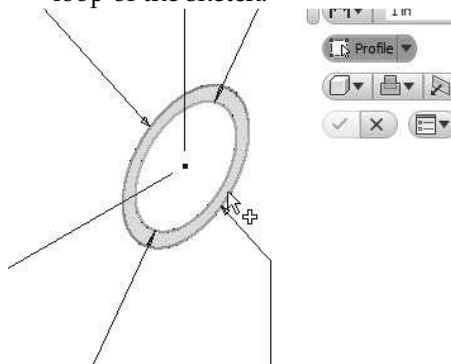 loop of the sketch.
1 in
Profile